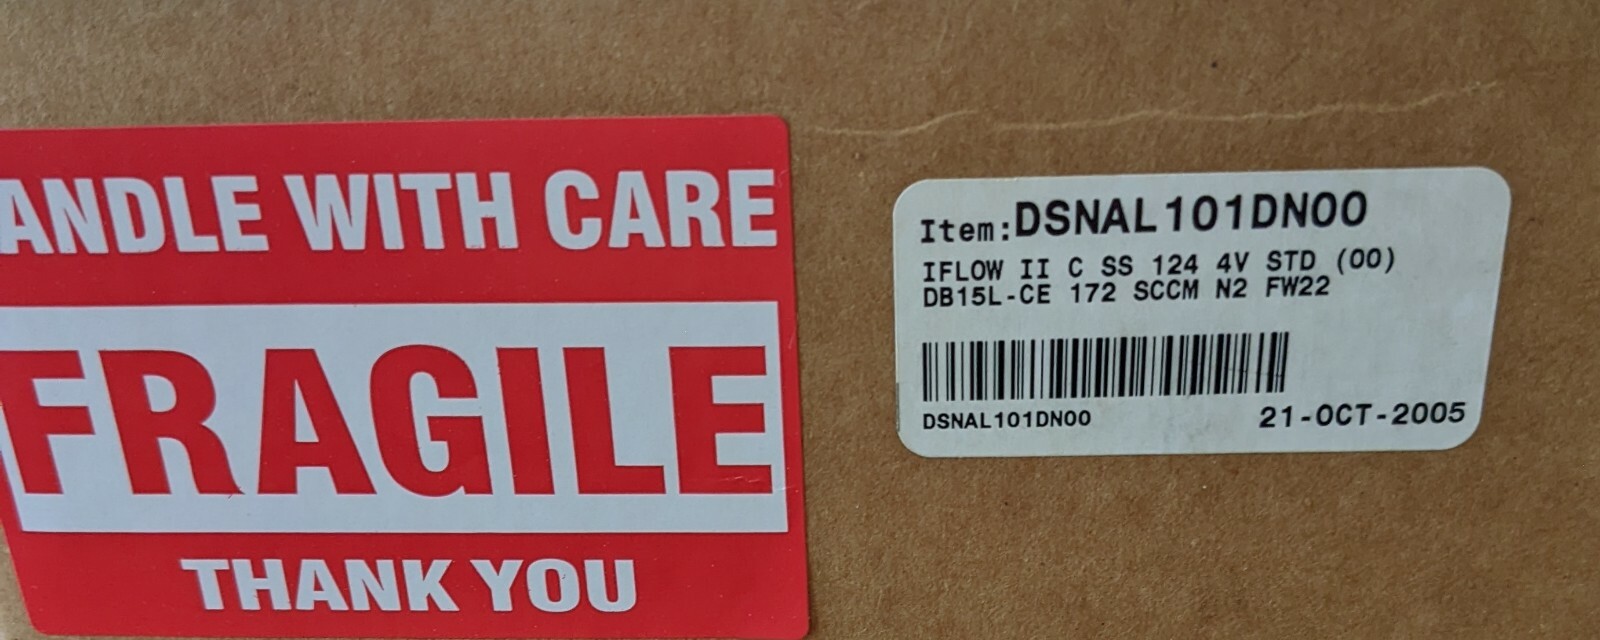 ANDLE WITH CARE
FRAGILE
THANK YOU
Item:DSNAL101DN00
IFLOW II C SS 124 4V STD (00)
DB15L-CE 172 SCCM N2 FW22
DSNAL101DN00
21-OCT-2005